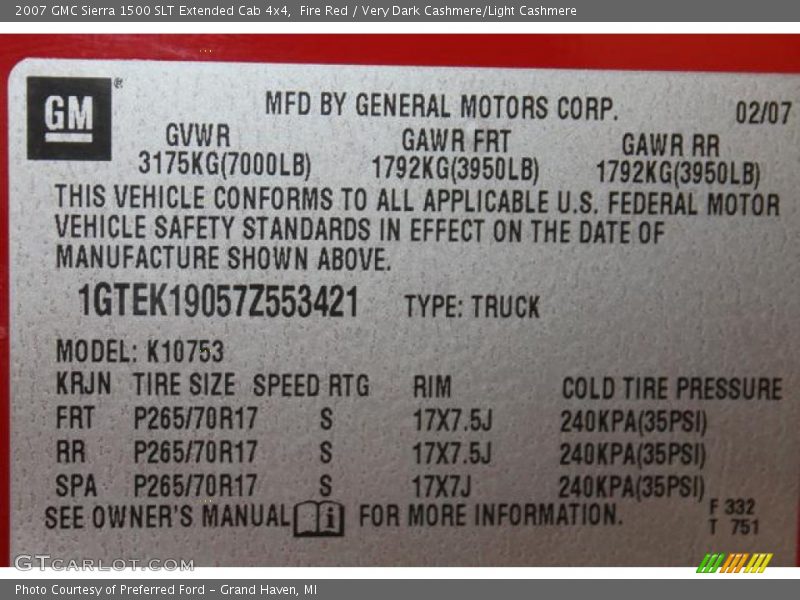 2007 GMC Sierra 1500 SLT Extended Cab 4x4, Fire Red / Very Dark Cashmere/Light Cashmere
GM ®
MFD BY GENERAL MOTORS CORP. 02/07
GVWR GAWR FRT GAWR RR
3175KG(7000LB) 1792KG(3950LB) 1792KG(3950LB)
THIS VEHICLE CONFORMS TO ALL APPLICABLE U.S. FEDERAL MOTOR
VEHICLE SAFETY STANDARDS IN EFFECT ON THE DATE OF
MANUFACTURE SHOWN ABOVE.
1GTEK19057Z553421 TYPE: TRUCK
MODEL: K10753
KRJN TIRE SIZE SPEED RTG RIM COLD TIRE PRESSURE
FRT P265/70R17 S 17X7.5J 240KPA(35PSI)
RR P265/70R17 S 17X7.5J 240KPA(35PSI)
SPA P265/70R17 S 17X7J 240KPA(35PSI)
SEE OWNER'S MANUAL i FOR MORE INFORMATION.
F 332
T 751
GTCARLOT.COM
Photo Courtesy of Preferred Ford – Grand Haven, MI